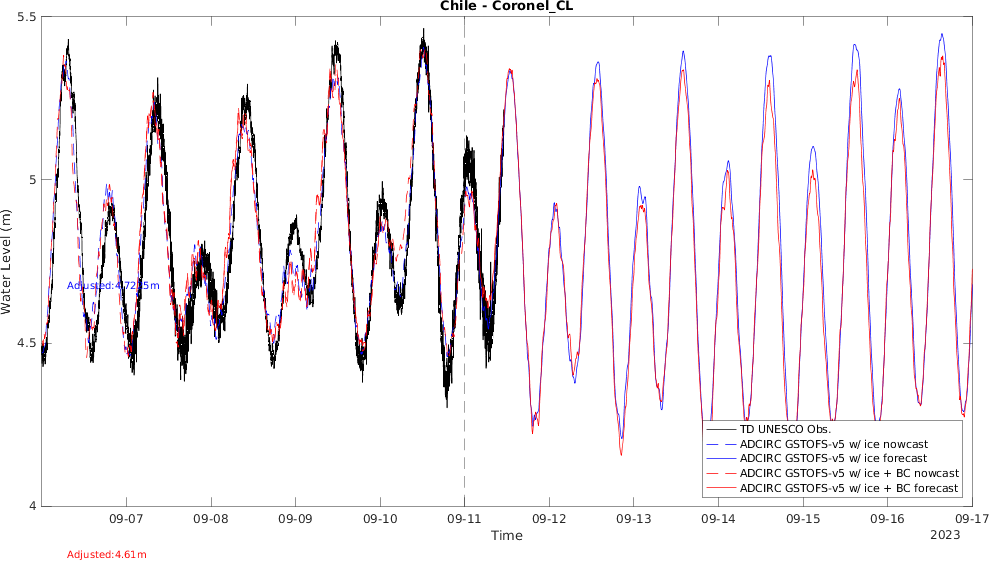 Chile - Coronel_CL
5.5
5
4.5
4
Water Level (m)
Adjusted:4.7215m
TD UNESCO Obs.
ADCIRC GSTOFS-v5 w/ ice nowcast
ADCIRC GSTOFS-v5 w/ ice forecast
ADCIRC GSTOFS-v5 w/ ice + BC nowcast
ADCIRC GSTOFS-v5 w/ ice + BC forecast
09-07 09-08 09-09 09-10 09-11 09-12 09-13 09-14 09-15 09-16 09-17
Time
2023
Adjusted:4.61m